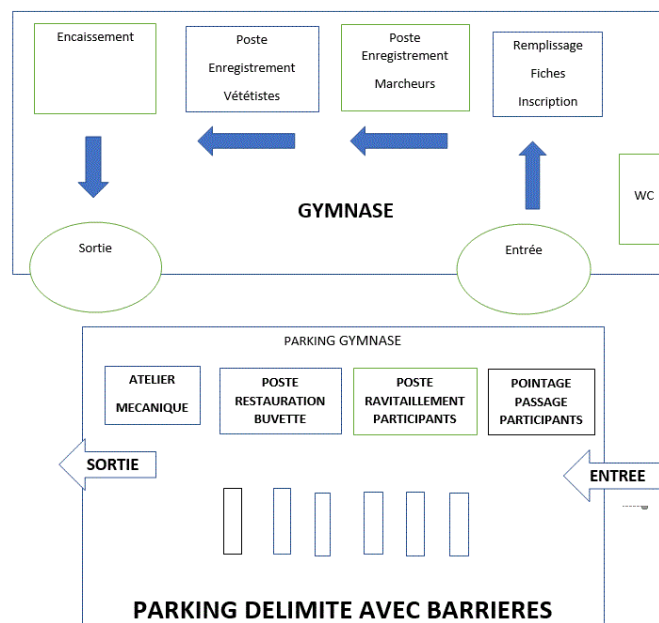 Encaissement
Poste
Enregistrement
Vététistes
Poste
Enregistrement
Marcheurs
Remplissage
Fiches
Inscription
WC
GYMNASE
Sortie
Entrée
PARKING GYMNASE
ATELIER
MECANIQUE
POSTE
RESTAURATION
BUVETTE
POSTE
RAVITAILLEMENT
PARTICIPANTS
POINTAGE
PASSAGE
PARTICIPANTS
SORTIE
ENTREE
PARKING DELIMITE AVEC BARRIERES